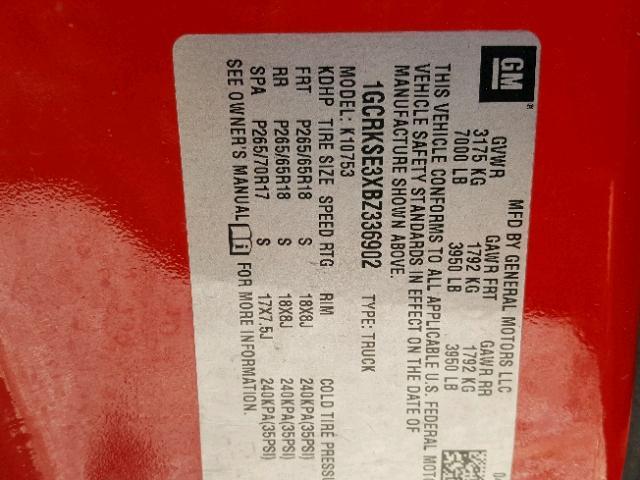 GM
MFD BY GENERAL MOTORS LLC
GVWR GAWR FRT GAWR RR
3175 KG 1792 KG 1792 KG
7000 LB 3950 LB 3950 LB
THIS VEHICLE CONFORMS TO ALL APPLICABLE U.S. FEDERAL
VEHICLE SAFETY STANDARDS IN EFFECT ON THE DATE OF
MANUFACTURE SHOWN ABOVE.
1GCRKSE3XBZ336902 TYPE: TRUCK
MODEL: K10753
KDHP TIRE SIZE SPEED RTG RIM COLD TIRE
FRT P265/65R18 S 18X8J 240KPA(35PSI)
RR P265/65R18 S 18X8J 240KPA(35PSI)
SPA P265/70R17 S 17X7.5J 240KPA(35PSI)
SEE OWNER'S MANUAL FOR MORE INFORMATION.